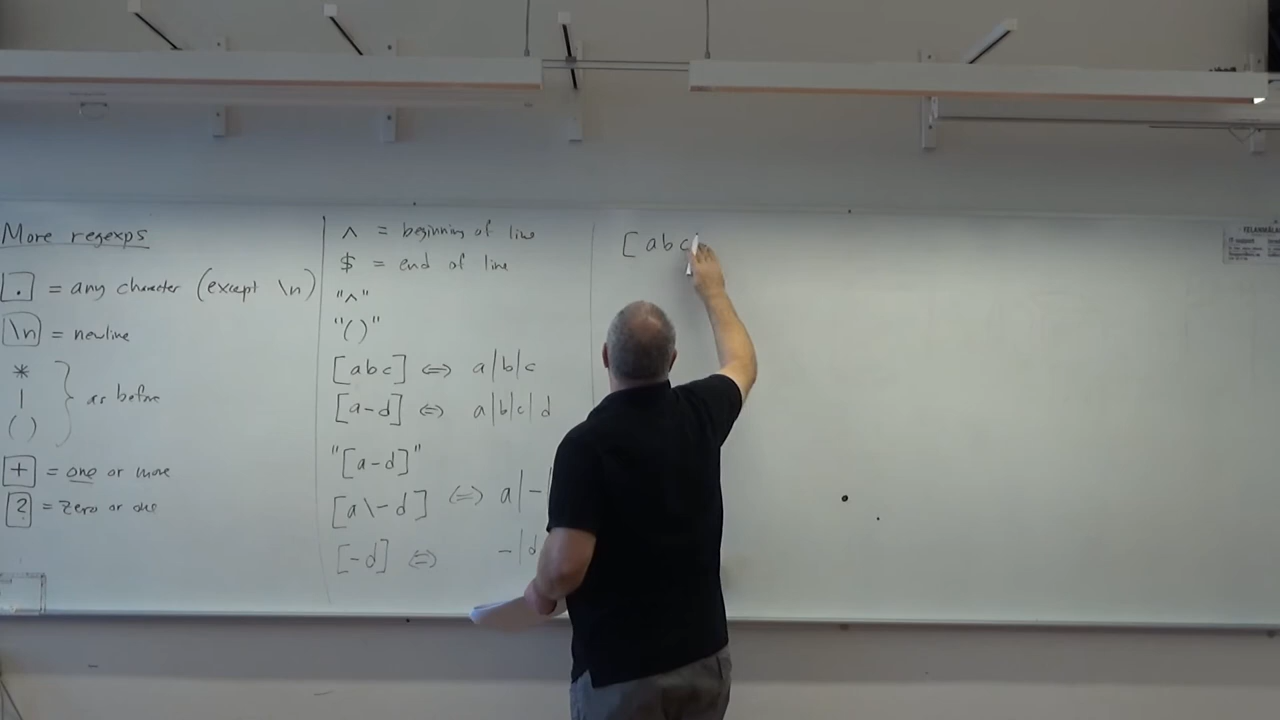 More regexps
. = any character (except \n)
\n = newline
*
|
()
} as before
+ = one or more
? = zero or one
^ = beginning of line
$ = end of line
"^"
"()"
[abc] ⇔ a|b|c
[a-d] ⇔ a|b|c|d
"[a-d]"
[a\-d] ⇔ a|-|
[-d] ⇔ -|d
[abc